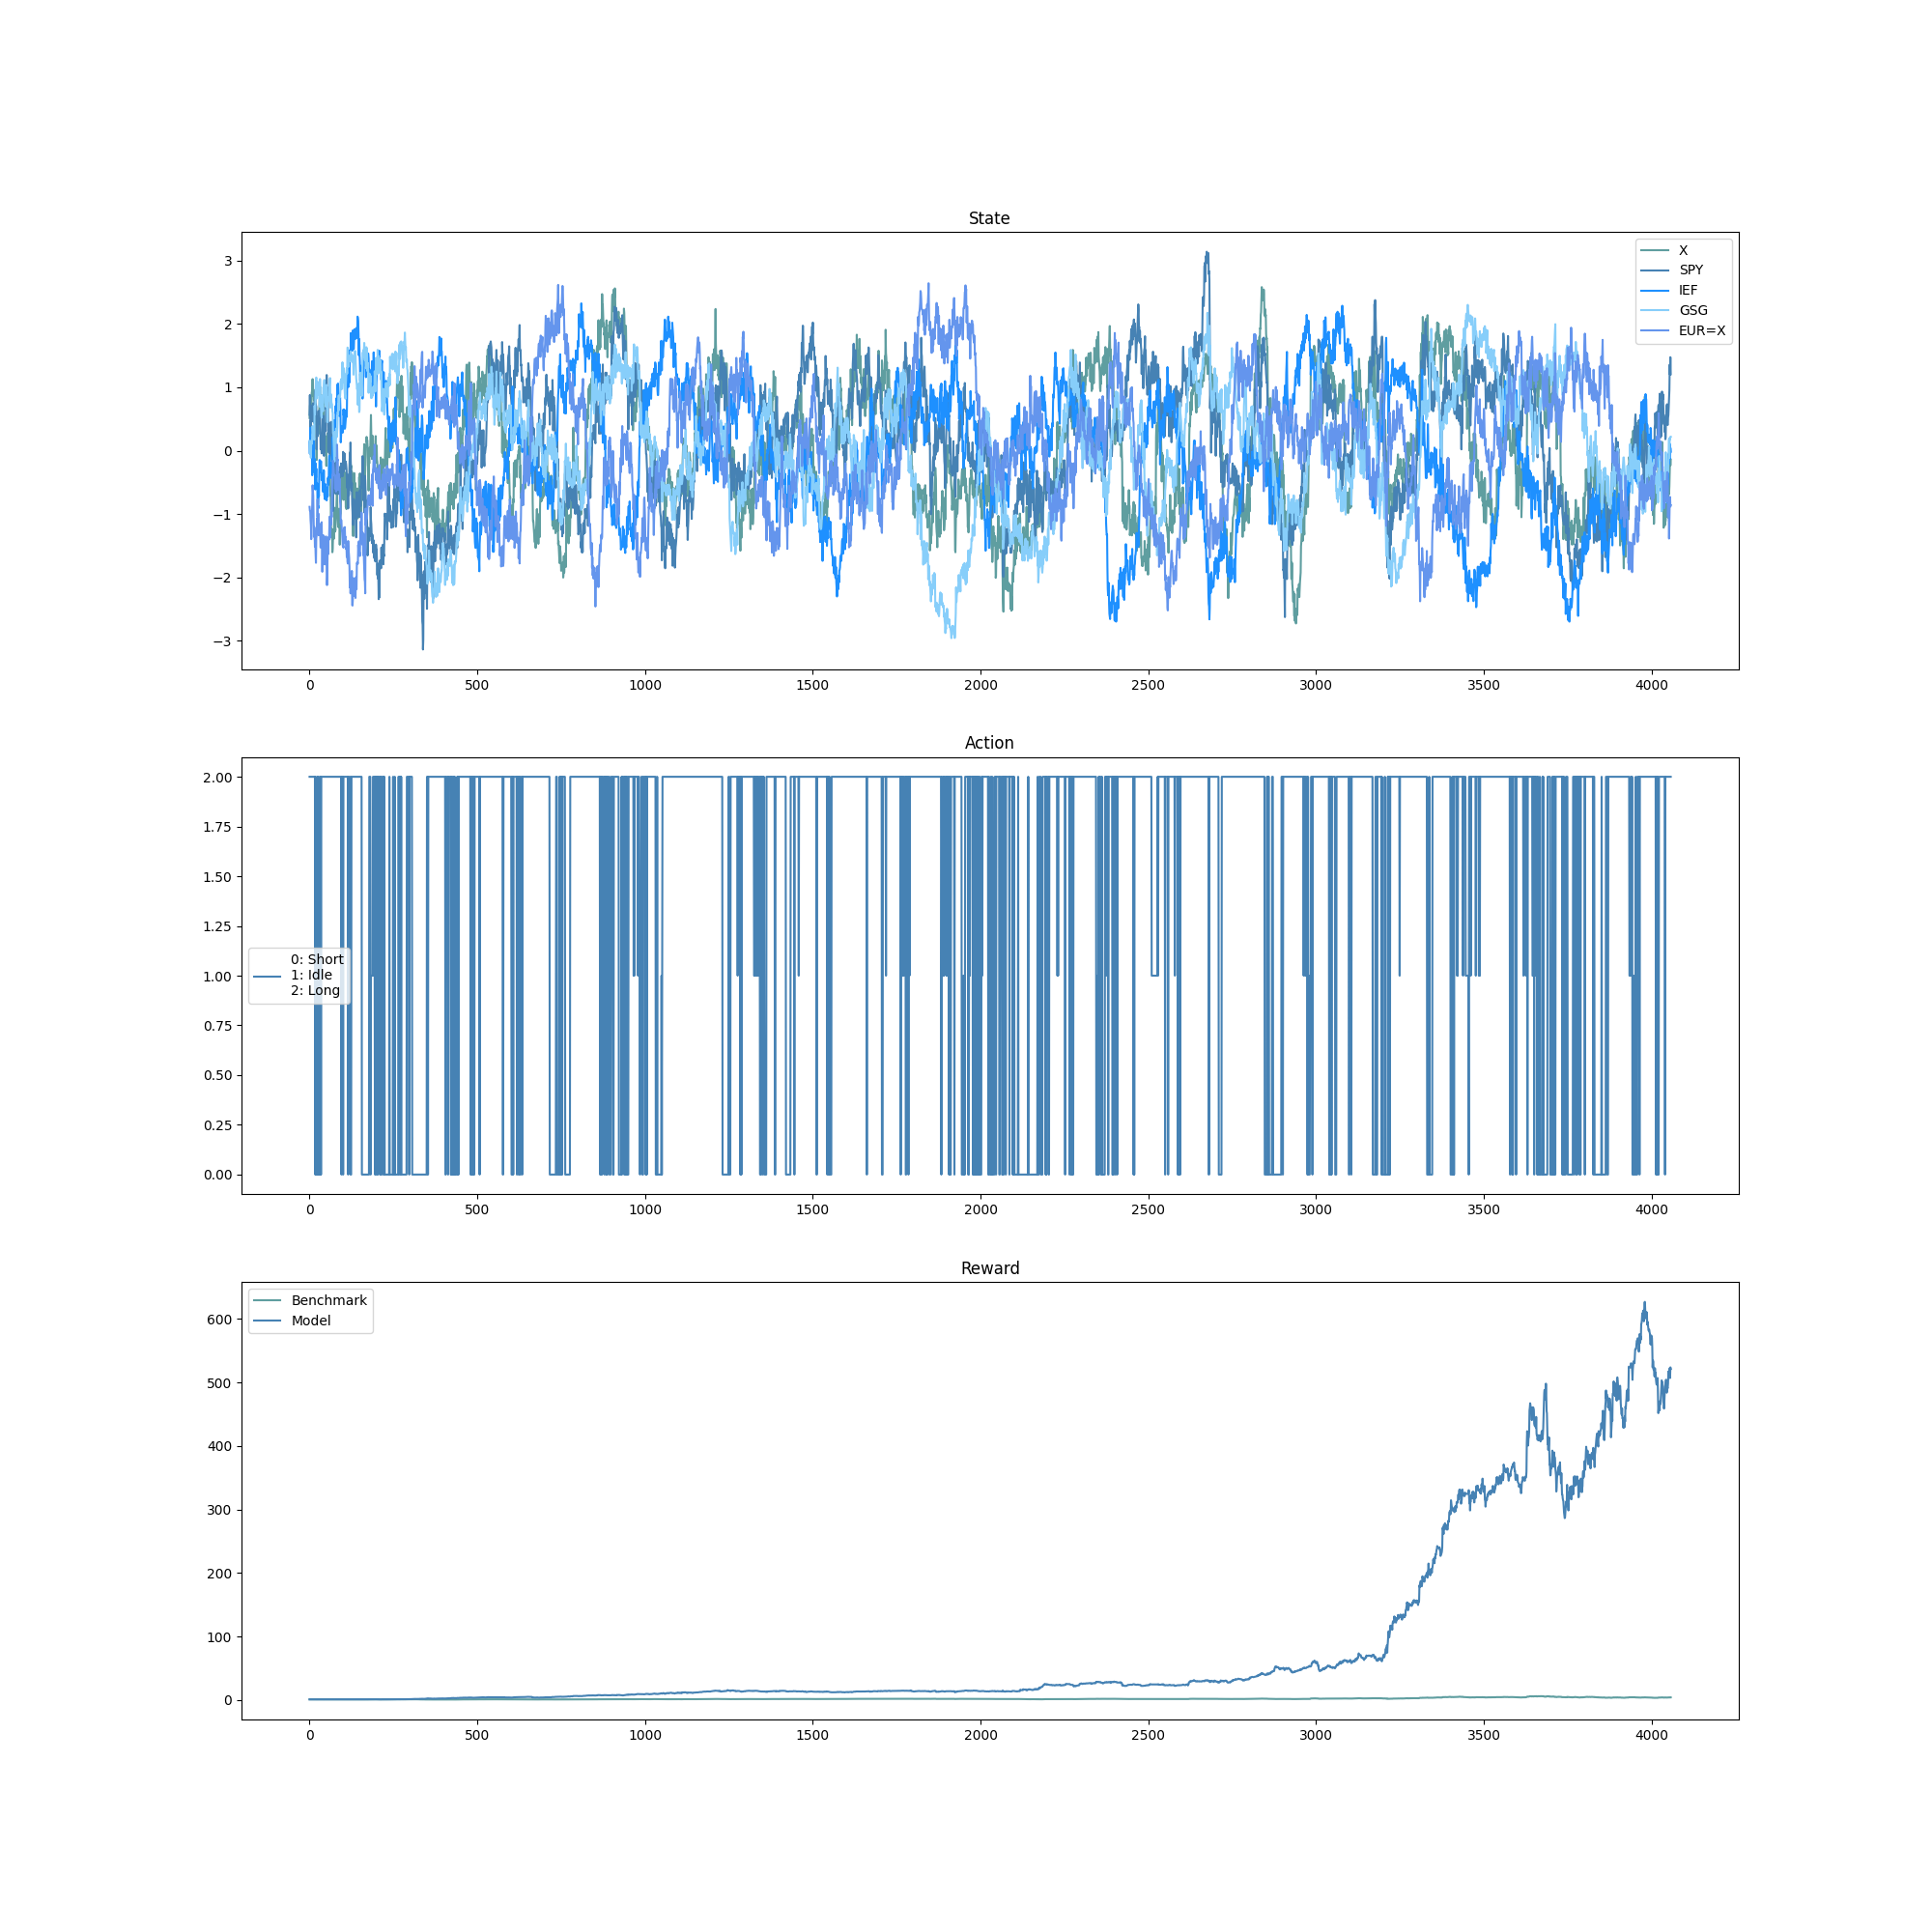 State
3
2
1
0
−1
−2
−3
X
SPY
IEF
GSG
EUR=X
0 500 1000 1500 2000 2500 3000 3500 4000
Action
2.00
1.75
1.50
1.25
1.00
0.75
0.50
0.25
0.00
0: Short
1: Idle
2: Long
0 500 1000 1500 2000 2500 3000 3500 4000
Reward
Benchmark
Model
600
500
400
300
200
100
0
0 500 1000 1500 2000 2500 3000 3500 4000